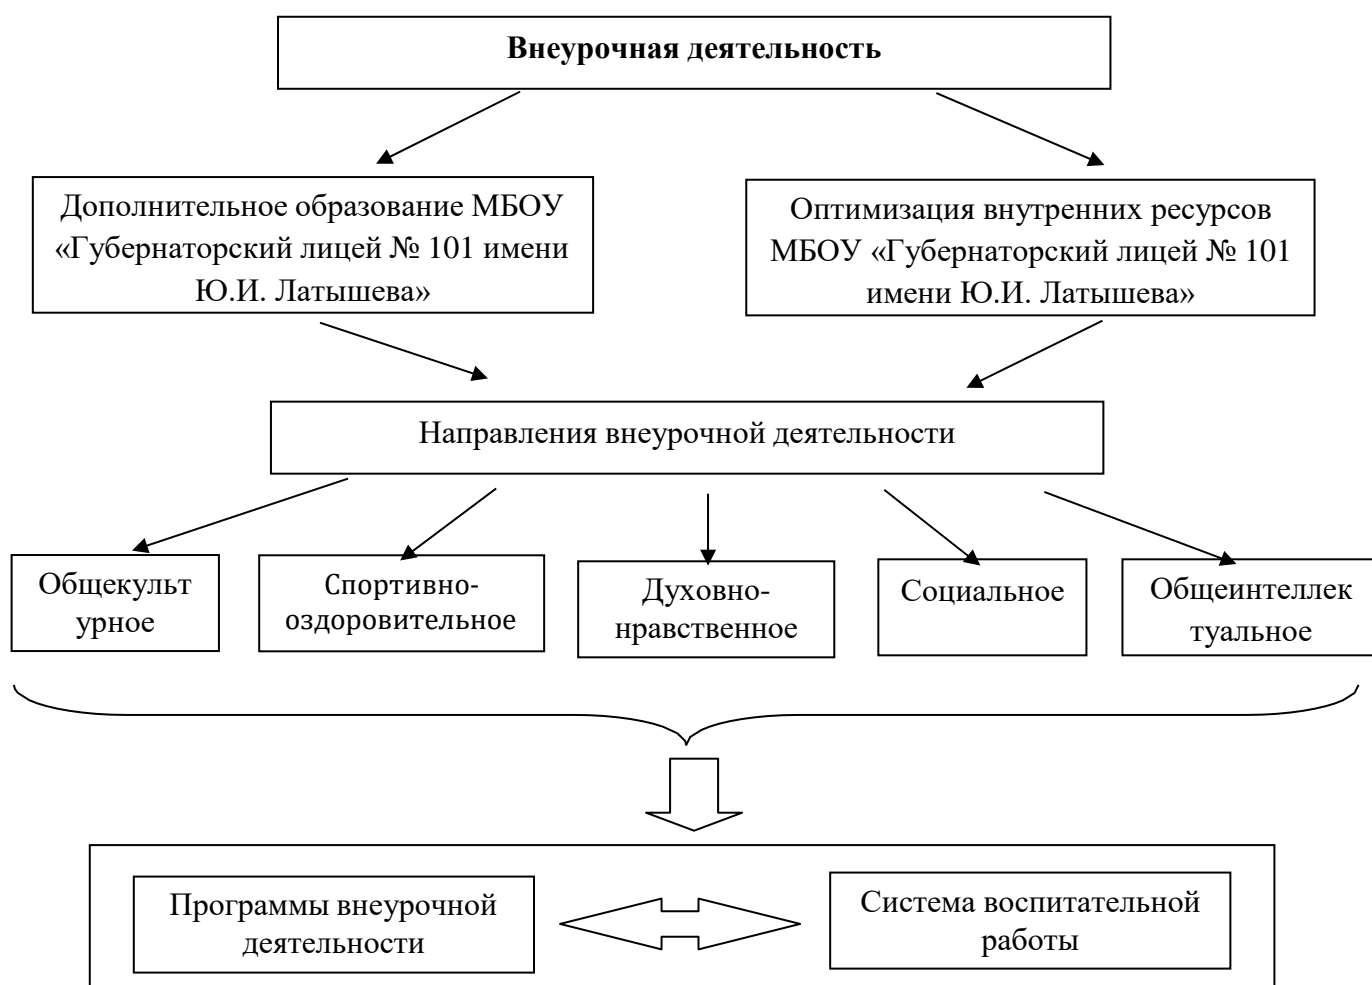 Внеурочная деятельность
Дополнительное образование МБОУ
«Губернаторский лицей № 101 имени
Ю.И. Латышева»
Оптимизация внутренних ресурсов
МБОУ «Губернаторский лицей № 101
имени Ю.И. Латышева»
Направления внеурочной деятельности
Общекульт
урное
Спортивно-
оздоровительное
Духовно-
нравственное
Социальное
Общеинтеллек
туальное
Программы внеурочной
деятельности
Система воспитательной
работы